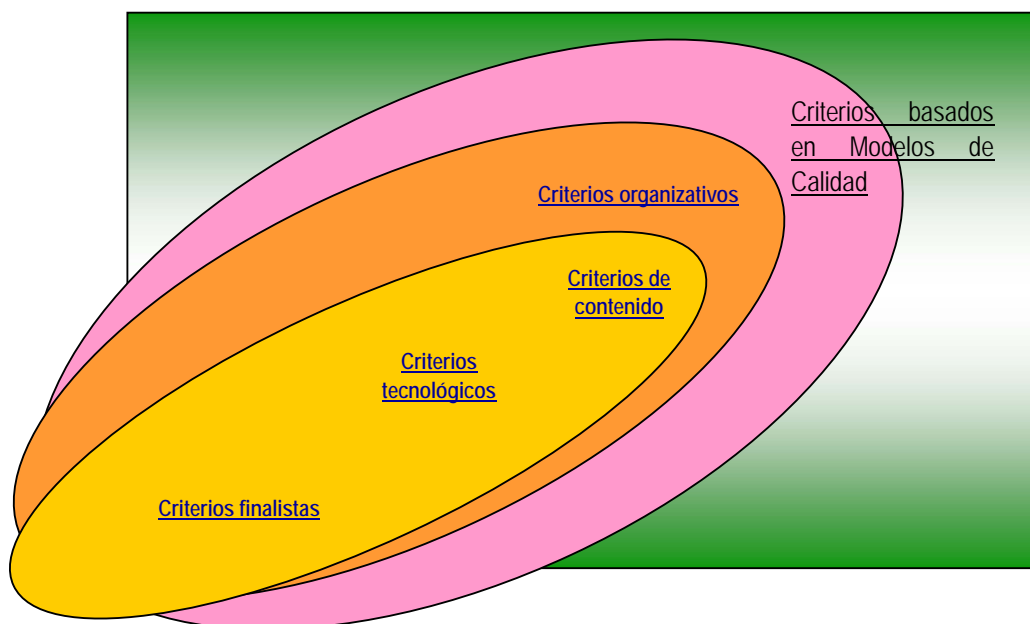 Criterios basados
en Modelos de
Calidad
Criterios organizativos
Criterios de
contenido
Criterios
tecnológicos
Criterios finalistas